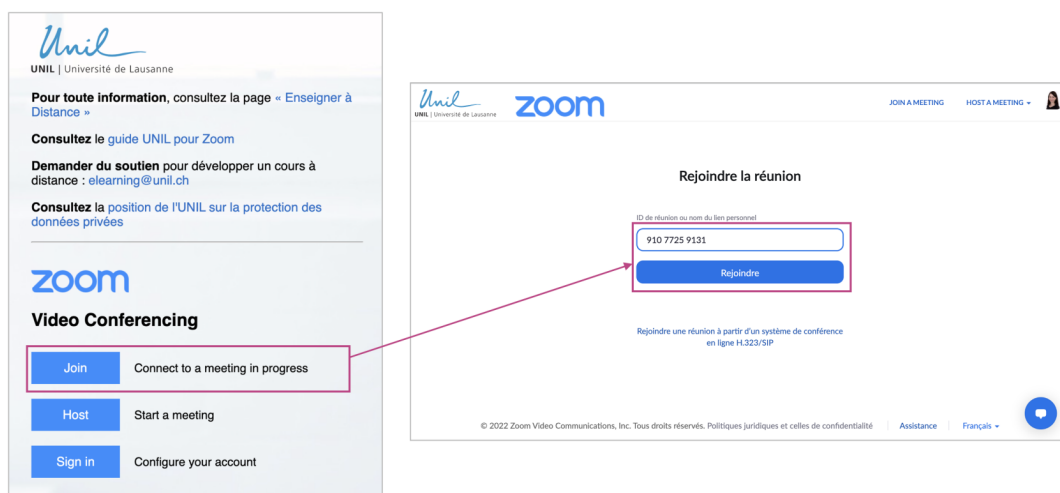 Unil
UNIL | Université de Lausanne
Pour toute information, consultez la page « Enseigner à
Distance »
Consultez le guide UNIL pour Zoom
Demander du soutien pour développer un cours à
distance : elearning@unil.ch
Consultez la position de l'UNIL sur la protection des
données privées
zoom
Video Conferencing
Join Connect to a meeting in progress
Host Start a meeting
Sign in Configure your account
Unil
UNIL | Université de Lausanne
zoom
JOIN A MEETING HOST A MEETING
Rejoindre la réunion
ID de réunion ou nom du lien personnel
910 7725 9131
Rejoindre
Rejoindre une réunion à partir d'un système de conférence
en ligne H.323/SIP
© 2022 Zoom Video Communications, Inc. Tous droits réservés. Politiques juridiques et celles de confidentialité Assistance Français